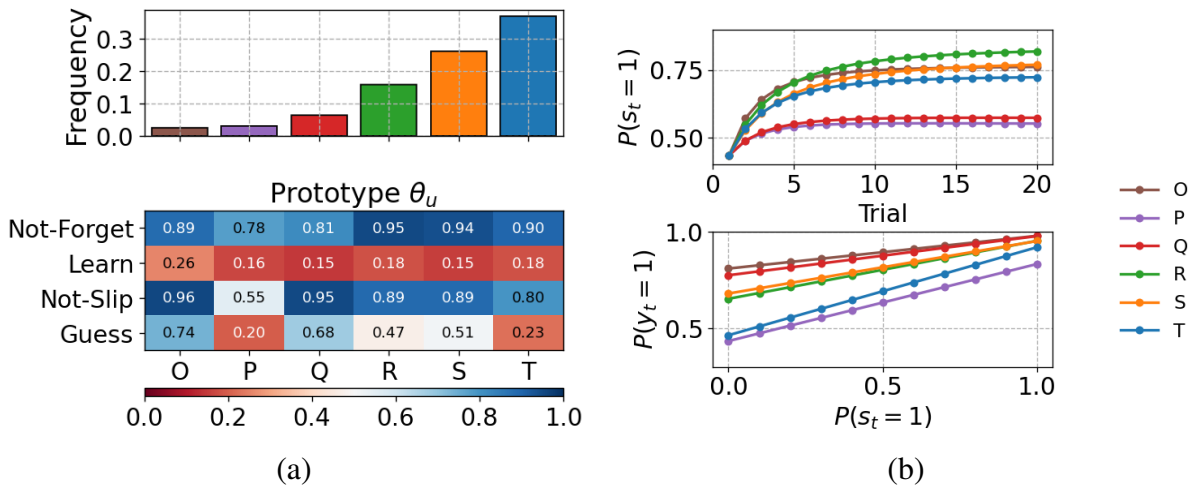 Frequency
0.3
0.2
0.1
0.0
Prototype θu
Not-Forget 0.89 0.78 0.81 0.95 0.94 0.90
Learn 0.26 0.16 0.15 0.18 0.15 0.18
Not-Slip 0.96 0.55 0.95 0.89 0.89 0.80
Guess 0.74 0.20 0.68 0.47 0.51 0.23
O P Q R S T
0.0 0.2 0.4 0.6 0.8 1.0
(a)
P(st = 1)
0.75
0.50
0 5 10 15 20
Trial
P(yt = 1)
1.0
0.5
0.0 0.5 1.0
P(st = 1)
(b)
O
P
Q
R
S
T